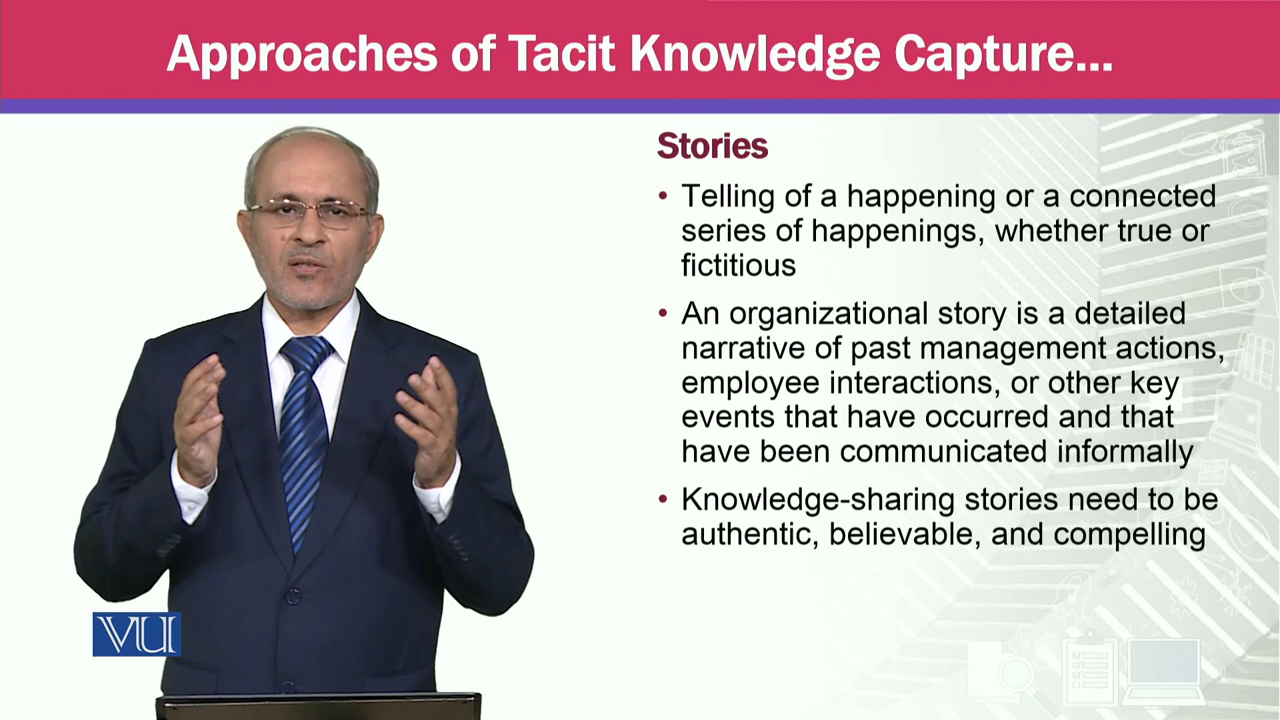 Approaches of Tacit Knowledge Capture...
Stories
• Telling of a happening or a connected
series of happenings, whether true or
fictitious
• An organizational story is a detailed
narrative of past management actions,
employee interactions, or other key
events that have occurred and that
have been communicated informally
• Knowledge-sharing stories need to be
authentic, believable, and compelling
VU